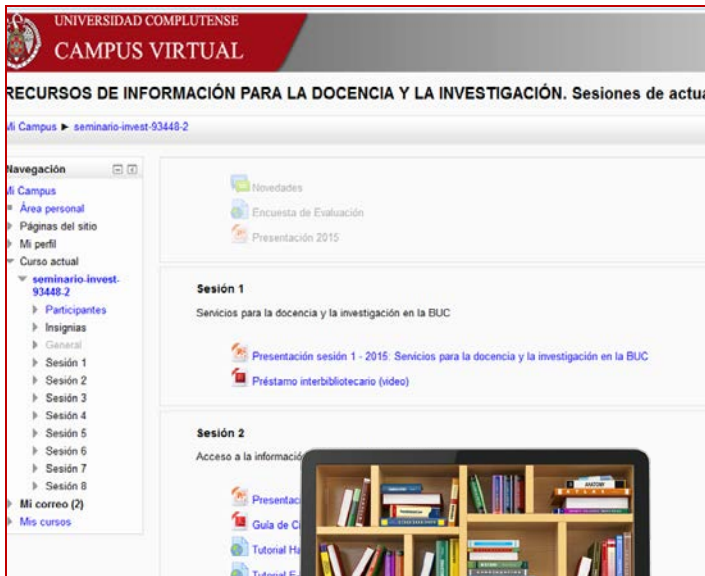 UNIVERSIDAD COMPLUTENSE
CAMPUS VIRTUAL
RECURSOS DE INFORMACIÓN PARA LA DOCENCIA Y LA INVESTIGACIÓN. Sesiones de actua
Mi Campus ► seminario-invest-93448-2
Navegación
Mi Campus
Área personal
Páginas del sitio
Mi perfil
Curso actual
seminario-invest-
93448-2
Participantes
Insignias
General
Sesión 1
Sesión 2
Sesión 3
Sesión 4
Sesión 5
Sesión 6
Sesión 7
Sesión 8
Mi correo (2)
Mis cursos
Novedades
Encuesta de Evaluación
Presentación 2015
Sesión 1
Servicios para la docencia y la investigación en la BUC
Presentación sesión 1 - 2015: Servicios para la docencia y la investigación en la BUC
Préstamo interbibliotecario (video)
Sesión 2
Acceso a la informació
Presentac
Guía de C
Tutorial Ha
Tutorial E